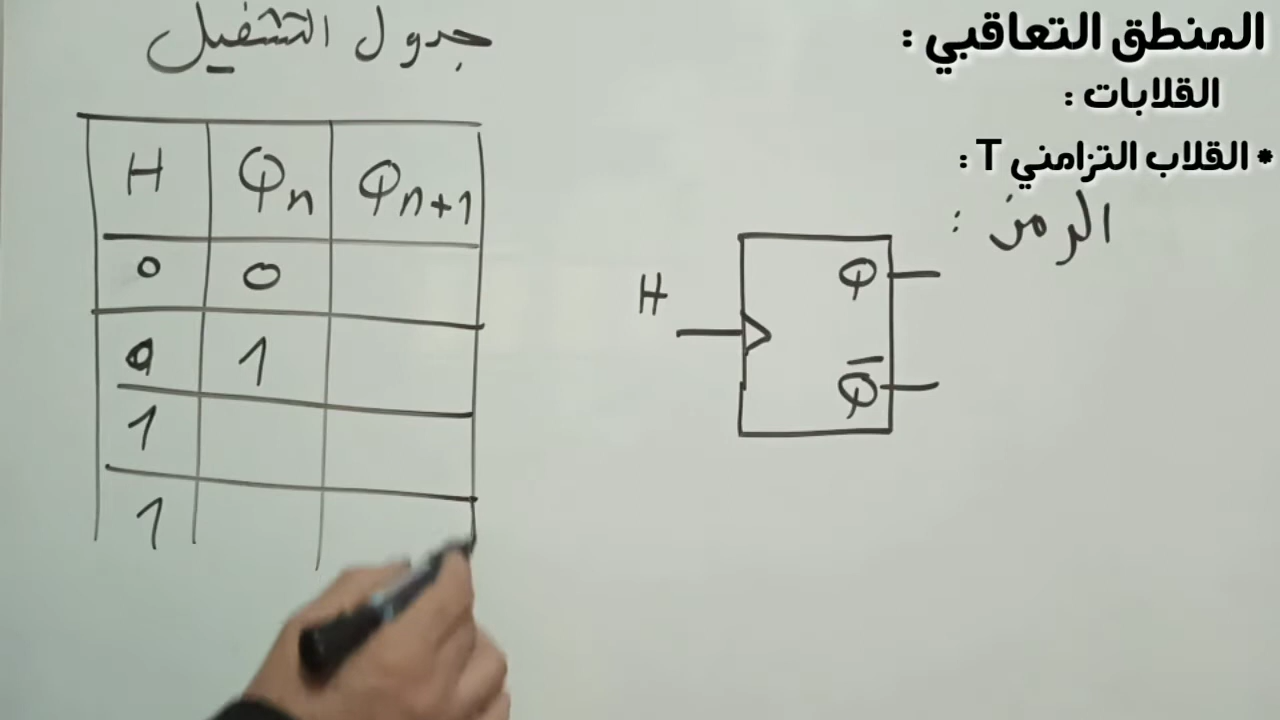 المنطق التعاقبي :
القلابات :
* القلاب التزامني T :
الرمز :
H
Q
Q̅
جدول التشغيل
H Qn Qn+1
0 0
0 1
1
1